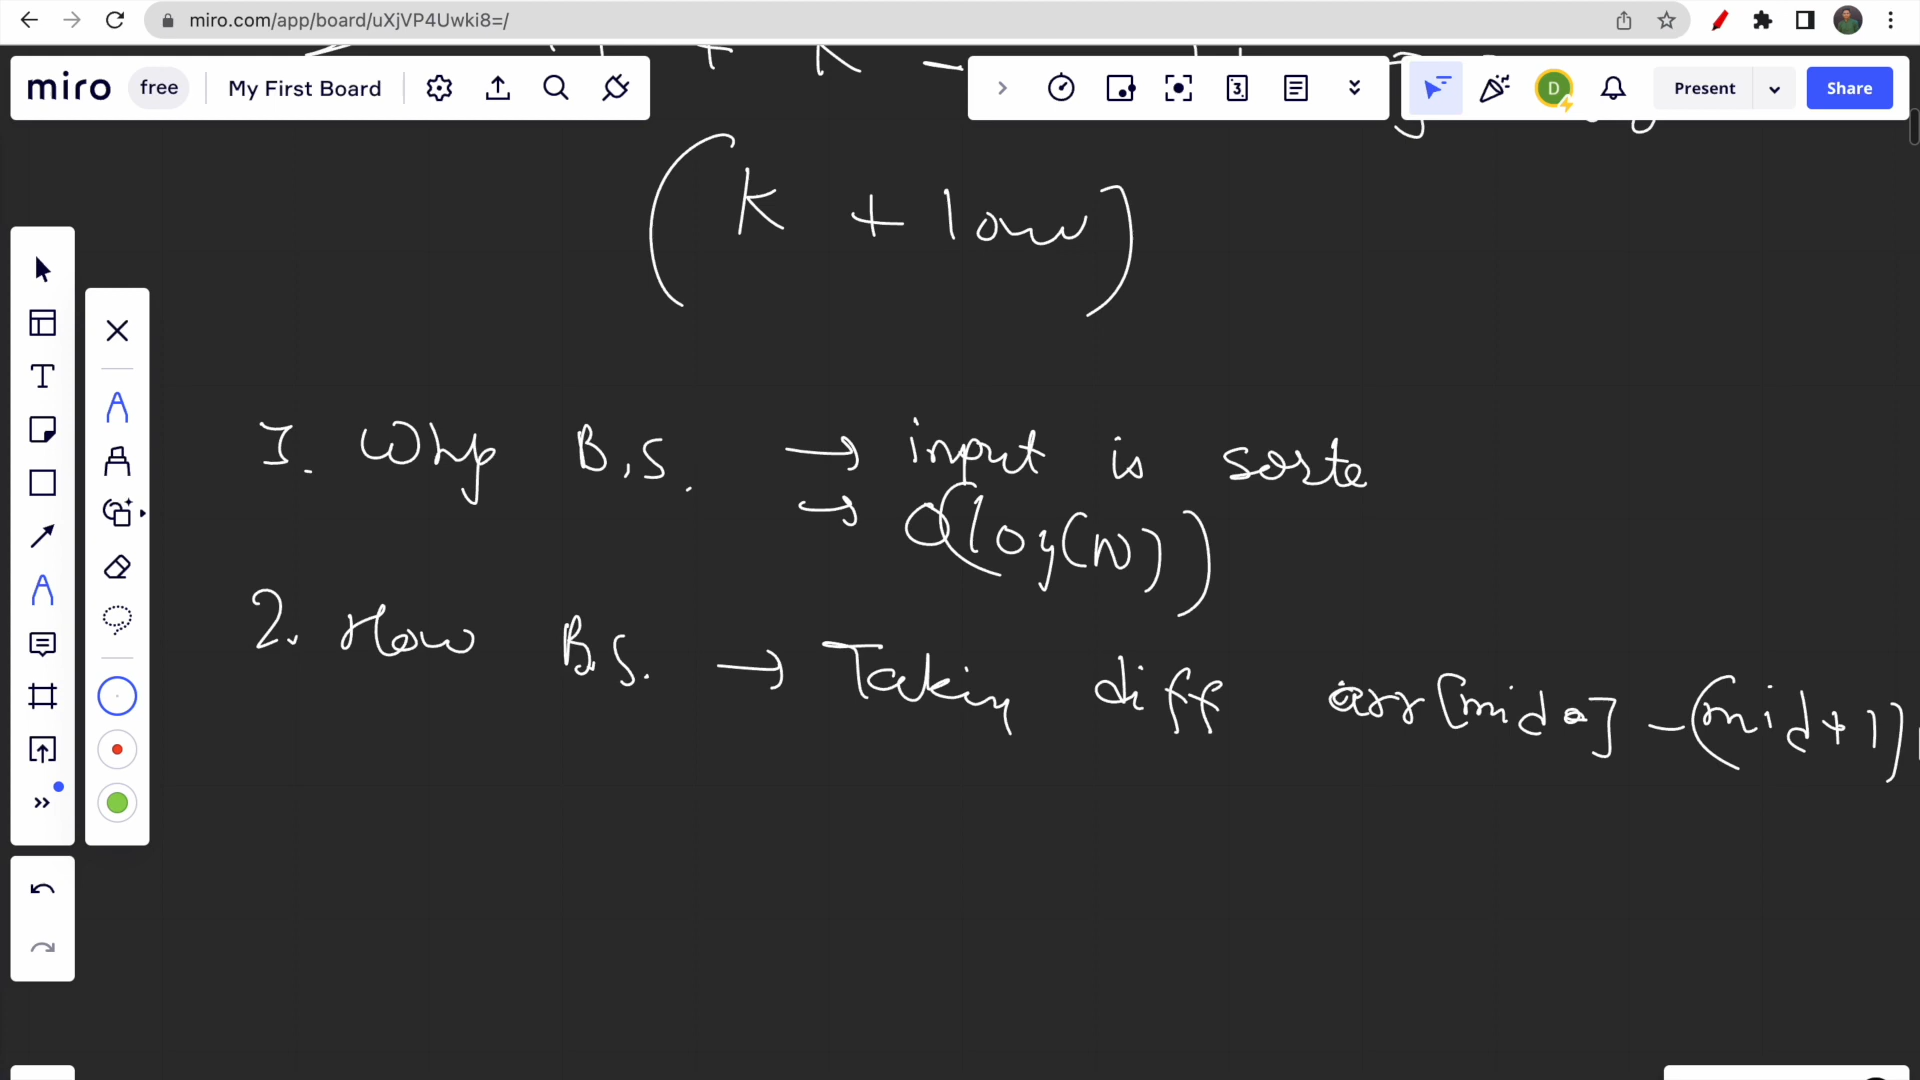 miro.com/app/board/uXjVP4Uwki8=/
+ K -
miro free My First Board 3 D Present Share
(K + low)
1. Why B.S. → input is sorte
→ O(log(N))
2. How B.S. → Taking diff arr[mid] - (mid+1)